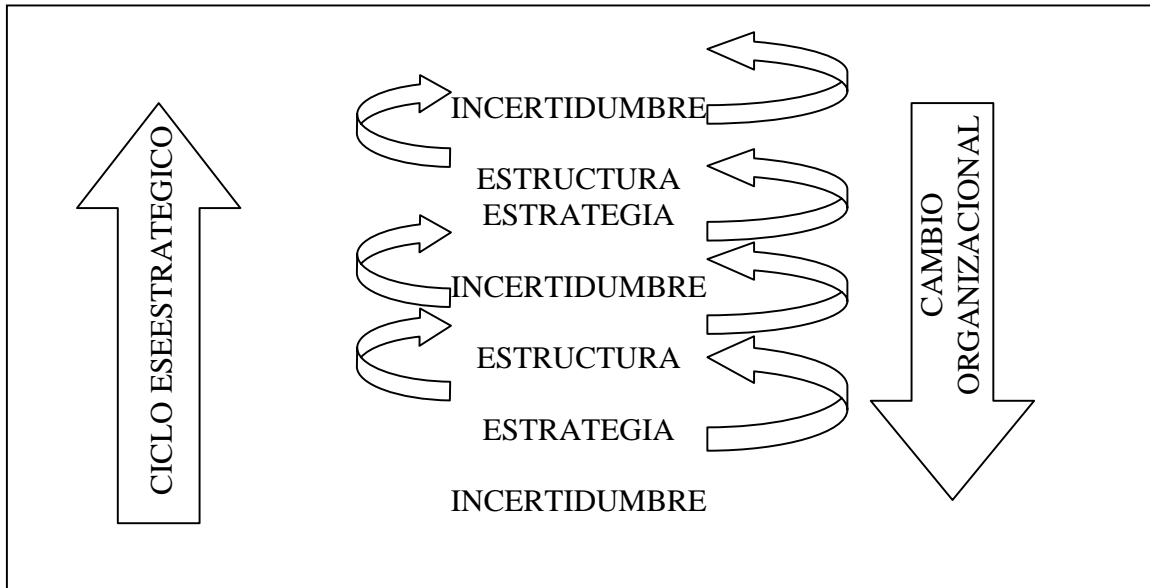 CICLO ESEESTRATEGICO
INCERTIDUMBRE
ESTRUCTURA
ESTRATEGIA
INCERTIDUMBRE
ESTRUCTURA
ESTRATEGIA
INCERTIDUMBRE
CAMBIO
ORGANIZACIONAL